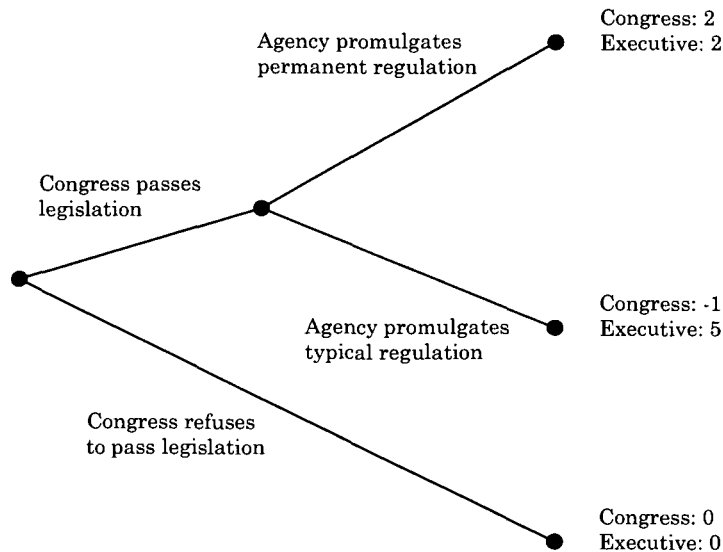 Congress: 2
Executive: 2
Agency promulgates
permanent regulation
Congress passes
legislation
Congress: -1
Executive: 5
Agency promulgates
typical regulation
Congress refuses
to pass legislation
Congress: 0
Executive: 0